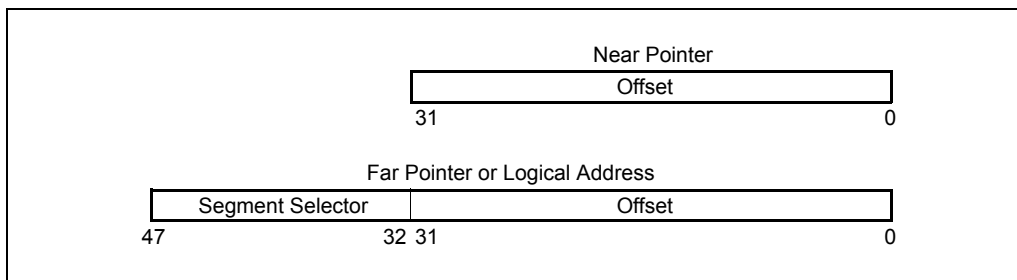 Near Pointer
Offset
31 0
Far Pointer or Logical Address
Segment Selector Offset
47 32 31 0